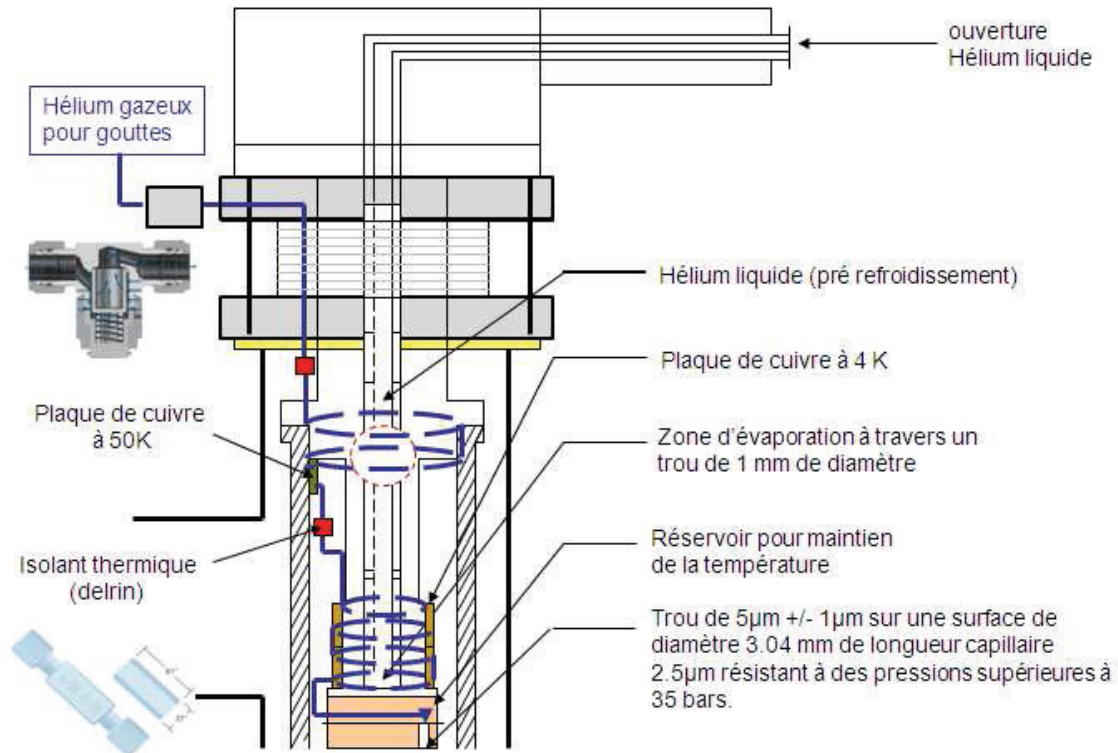 ouverture
Hélium liquide
Hélium gazeux
pour gouttes
Hélium liquide (pré refroidissement)
Plaque de cuivre à 4 K
Plaque de cuivre
à 50K
Zone d'évaporation à travers un
trou de 1 mm de diamètre
Isolant thermique
(delrin)
Réservoir pour maintien
de la température
Trou de 5µm +/- 1µm sur une surface de
diamètre 3.04 mm de longueur capillaire
2.5µm résistant à des pressions supérieures à
35 bars.